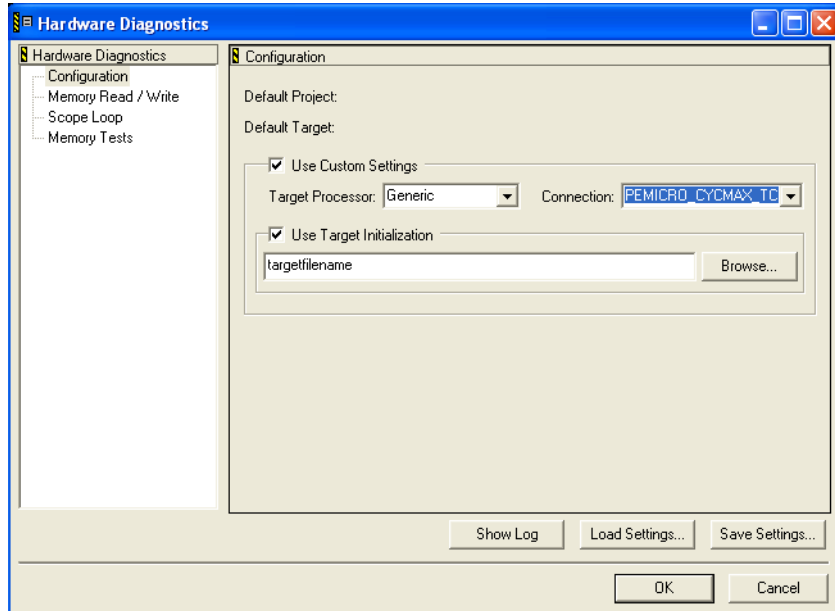 Hardware Diagnostics
Hardware Diagnostics
Configuration
Memory Read / Write
Scope Loop
Memory Tests
Configuration
Default Project:
Default Target:
Use Custom Settings
Target Processor: Generic Connection: PEMICRO_CYCMAX_TC
Use Target Initialization
targetfilename Browse...
Show Log Load Settings... Save Settings...
OK Cancel